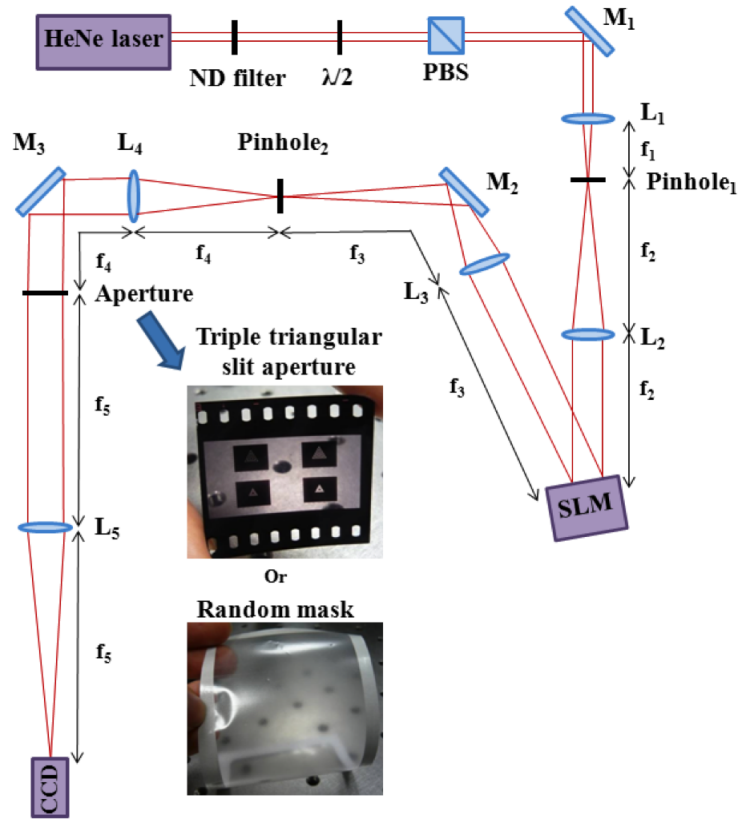 HeNe laser
ND filter
λ/2
PBS
M₁
L₁
f₁
Pinhole₁
f₂
L₂
f₂
SLM
M₃
L₄
Pinhole₂
M₂
f₄
f₄
f₃
L₃
f₃
Aperture
Triple triangular
slit aperture
f₅
L₅
Or
Random mask
f₅
CCD